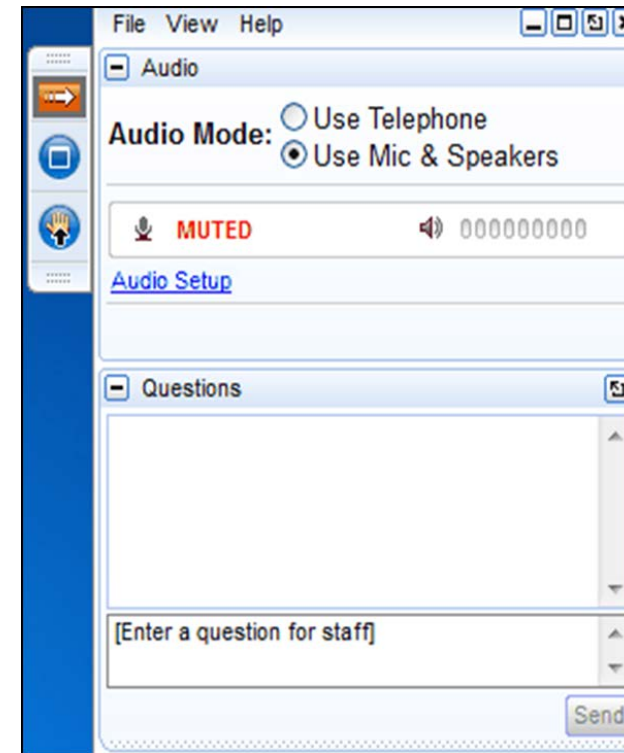 File View Help
Audio
Audio Mode: Use Telephone
Use Mic & Speakers
MUTED 000000000
Audio Setup
Questions
[Enter a question for staff]
Send